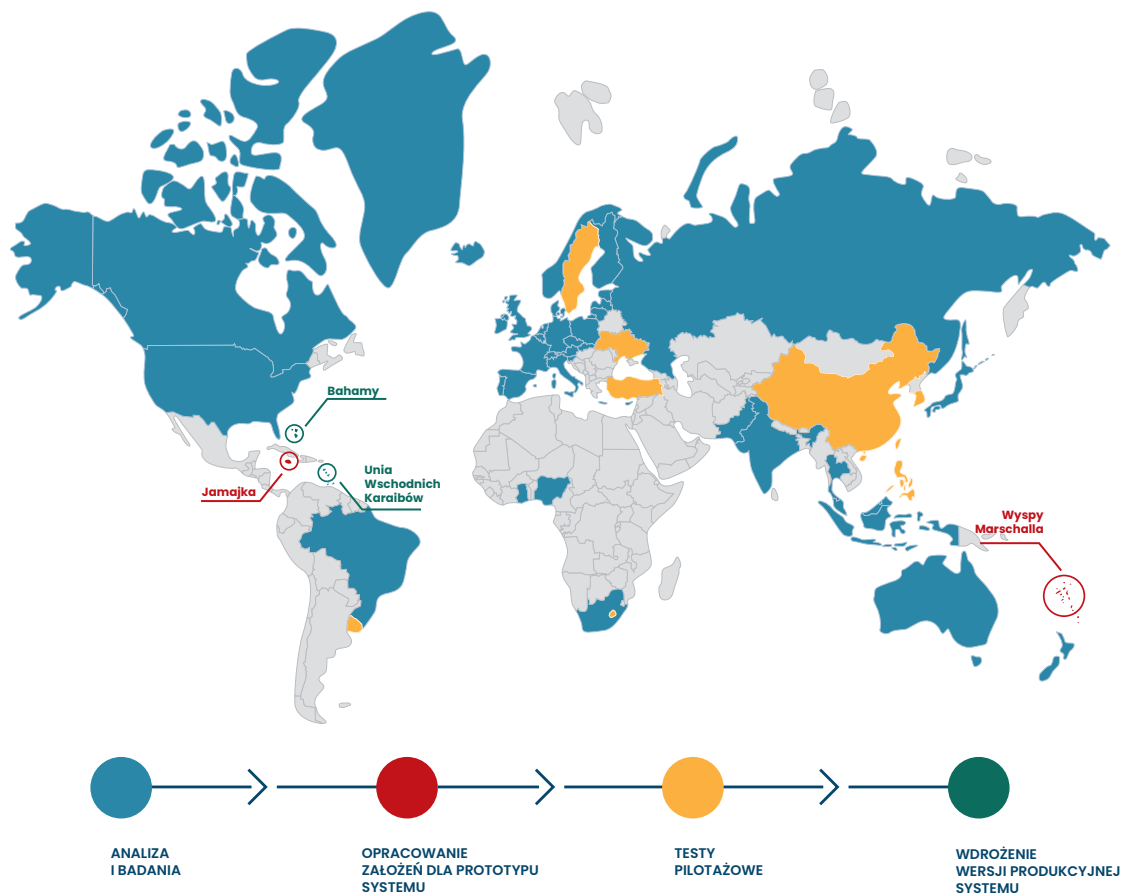 Bahamy
Jamajka
Unia
Wschodnich
Karaibów
Wyspy
Marschalla
ANALIZA
I BADANIA
OPRACOWANIE
ZAŁOŻEŃ DLA PROTOTYPU
SYSTEMU
TESTY
PILOTAŻOWE
WDROŻENIE
WERSJI PRODUKCYJNEJ
SYSTEMU